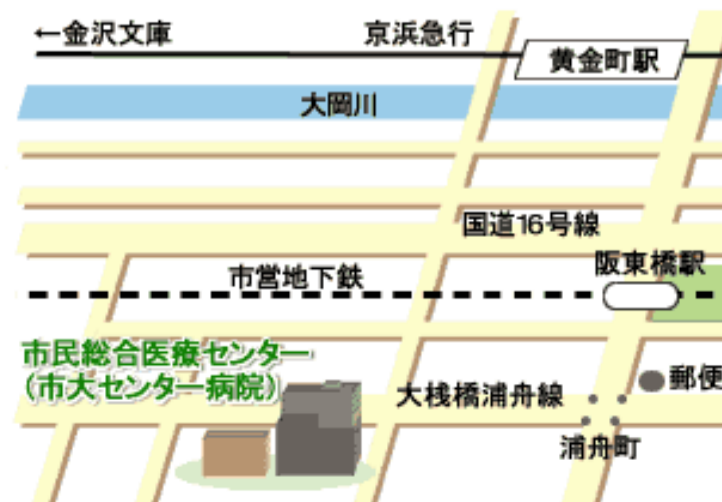 ←金沢文庫
京浜急行
黄金町駅
大岡川
国道16号線
阪東橋駅
市営地下鉄
市民総合医療センター
（市大センター病院）
大桟橋浦舟線
郵便
浦舟町